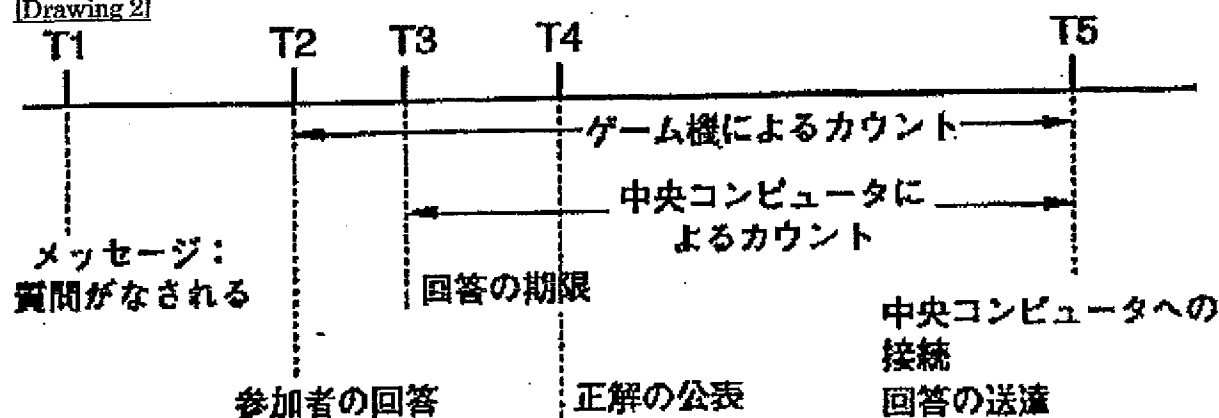 [Drawing 2]
T1 T2 T3 T4 T5
ゲーム機によるカウント
中央コンピュータに
よるカウント
メッセージ：
質問がなされる
回答の期限
参加者の回答
正解の公表
中央コンピュータへの
接続
回答の送達